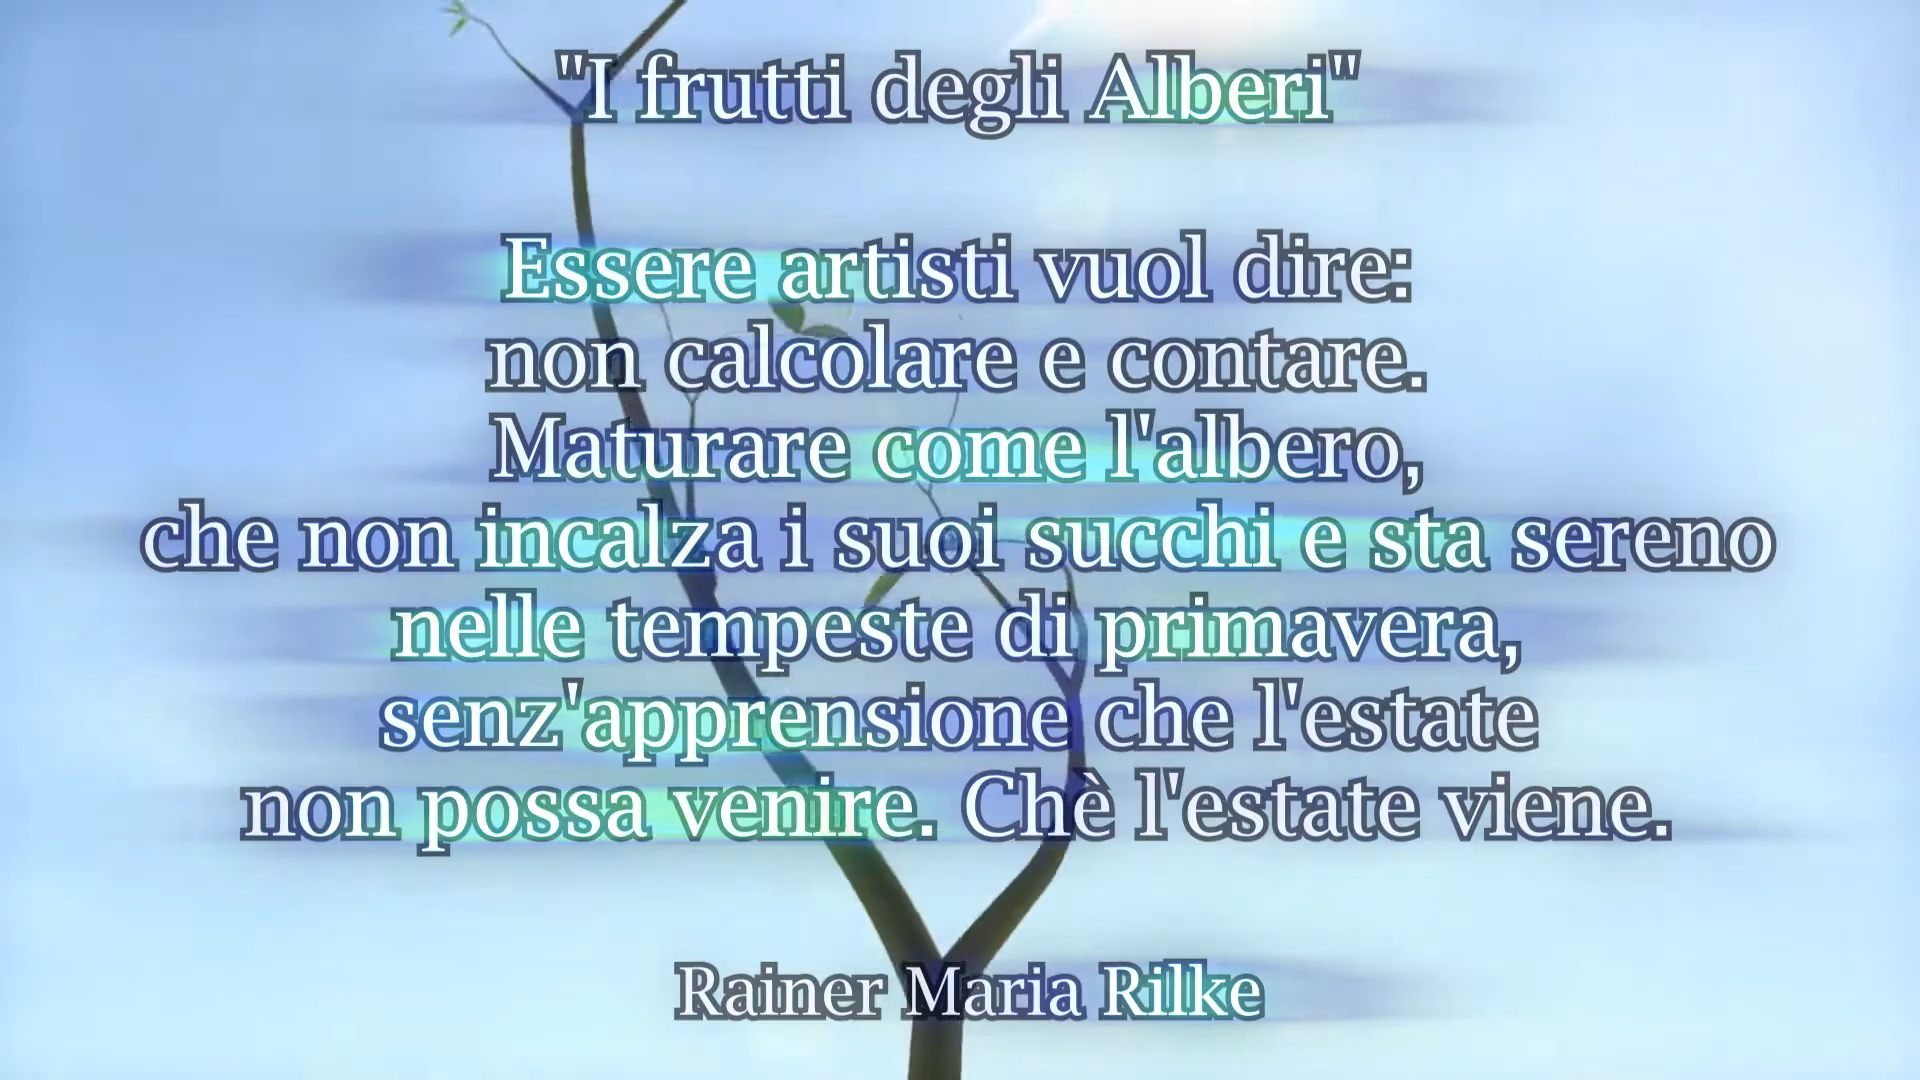 "I frutti degli Alberi"
Essere artisti vuol dire:
non calcolare e contare.
Maturare come l'albero,
che non incalza i suoi succhi e sta sereno
nelle tempeste di primavera,
senz'apprensione che l'estate
non possa venire. Chè l'estate viene.
Rainer Maria Rilke